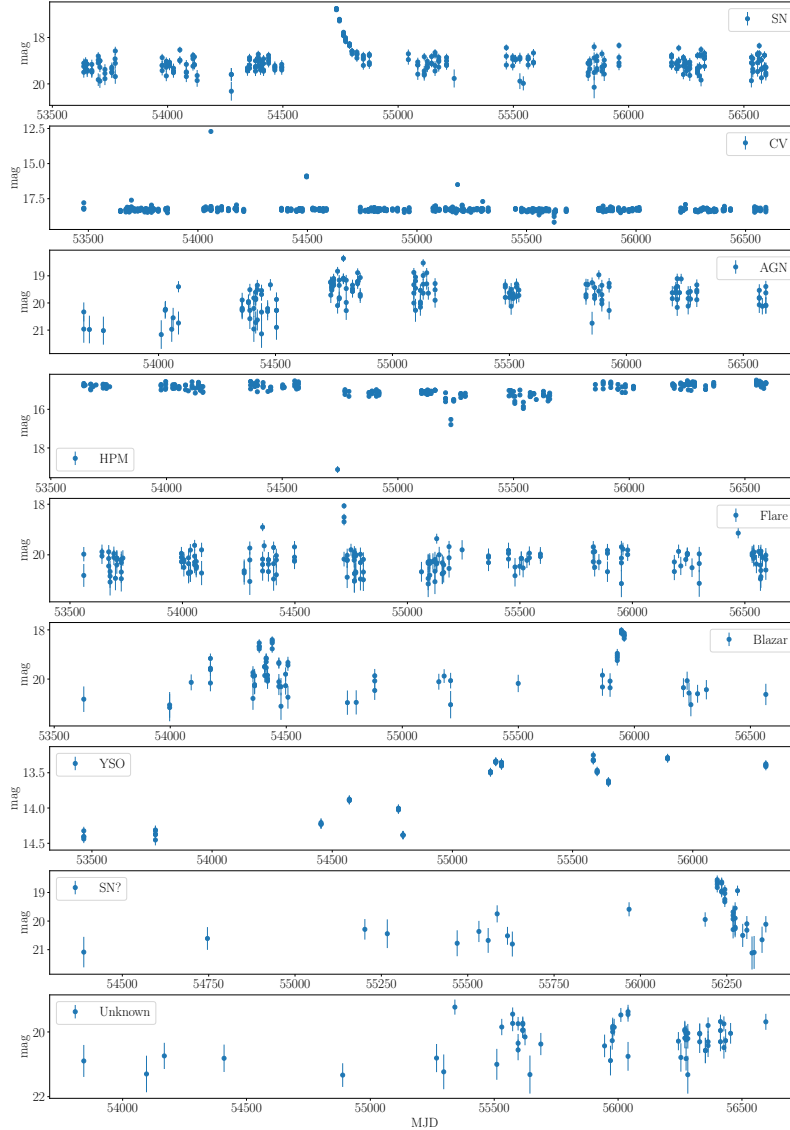 SN
mag
18
20
53500 54000 54500 55000 55500 56000 56500
CV
mag
12.5
15.0
17.5
53500 54000 54500 55000 55500 56000 56500
AGN
mag
19
20
21
54000 54500 55000 55500 56000 56500
HPM
mag
16
18
53500 54000 54500 55000 55500 56000 56500
Flare
mag
18
20
53500 54000 54500 55000 55500 56000 56500
Blazar
mag
18
20
53500 54000 54500 55000 55500 56000 56500
YSO
mag
13.5
14.0
14.5
53500 54000 54500 55000 55500 56000
SN?
mag
19
20
21
54500 54750 55000 55250 55500 55750 56000 56250
Unknown
mag
20
22
54000 54500 55000 55500 56000 56500
MJD